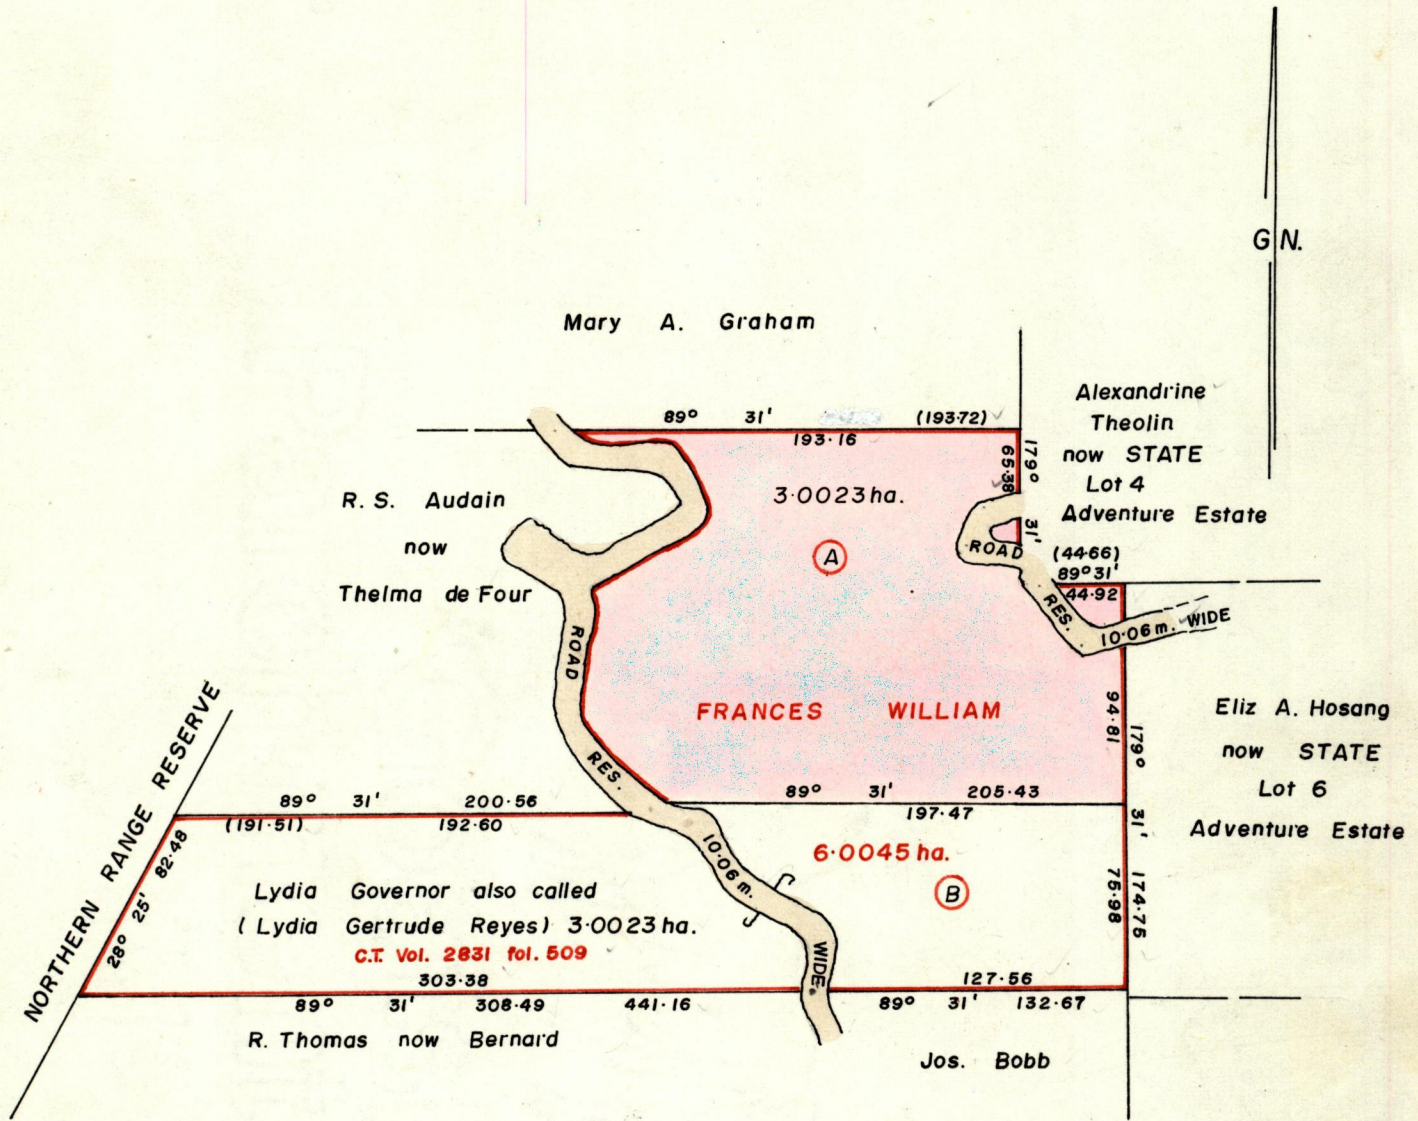 G N.
Mary A. Graham
89° 31' (193·72)
193·16
65·38
179° 31'
3·0023 ha.
A
Alexandrine
Theolin
now STATE
Lot 4
Adventure Estate
R. S. Audain
now
Thelma de Four
ROAD
RES.
10·06 m.
WIDE
(44·66)
89° 31'
44·92
ROAD
RES.
10·06 m.
WIDE.
FRANCES WILLIAM
94·81
179° 31' 174·75
75·98
Eliz A. Hosang
now STATE
Lot 6
Adventure Estate
NORTHERN RANGE RESERVE
28° 25' 82·48
89° 31' 200·56
(191·51) 192·60
89° 31' 205·43
197·47
6·0045 ha.
B
Lydia Governor also called
( Lydia Gertrude Reyes) 3·0023 ha.
C.T. Vol. 2831 fol. 509
303·38
89° 31' 308·49 441·16
127·56
89° 31' 132·67
R. Thomas now Bernard
Jos. Bobb